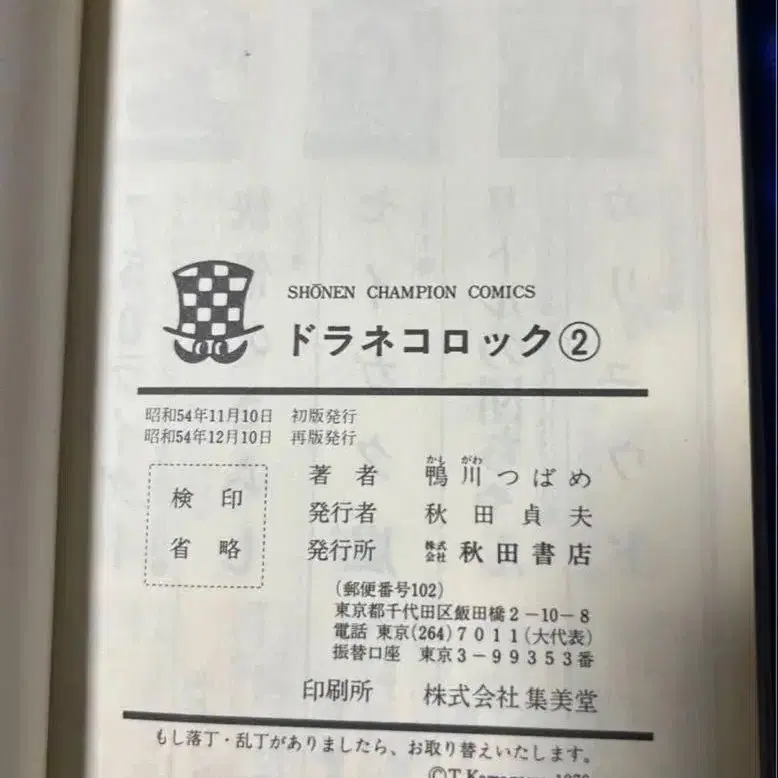 SHŌNEN CHAMPION COMICS
ドラネコロック②
昭和54年11月10日 初版発行
昭和54年12月10日 再版発行
検印
省略
著者 鴨川つばめ
かも がわ
発行者 秋田貞夫
発行所 株式会社 秋田書店
(郵便番号102)
東京都千代田区飯田橋2-10-8
電話 東京(264)7011(大代表)
振替口座 東京3-99353番
印刷所 株式会社 集美堂
もし落丁・乱丁がありましたら、お取り替えいたします。